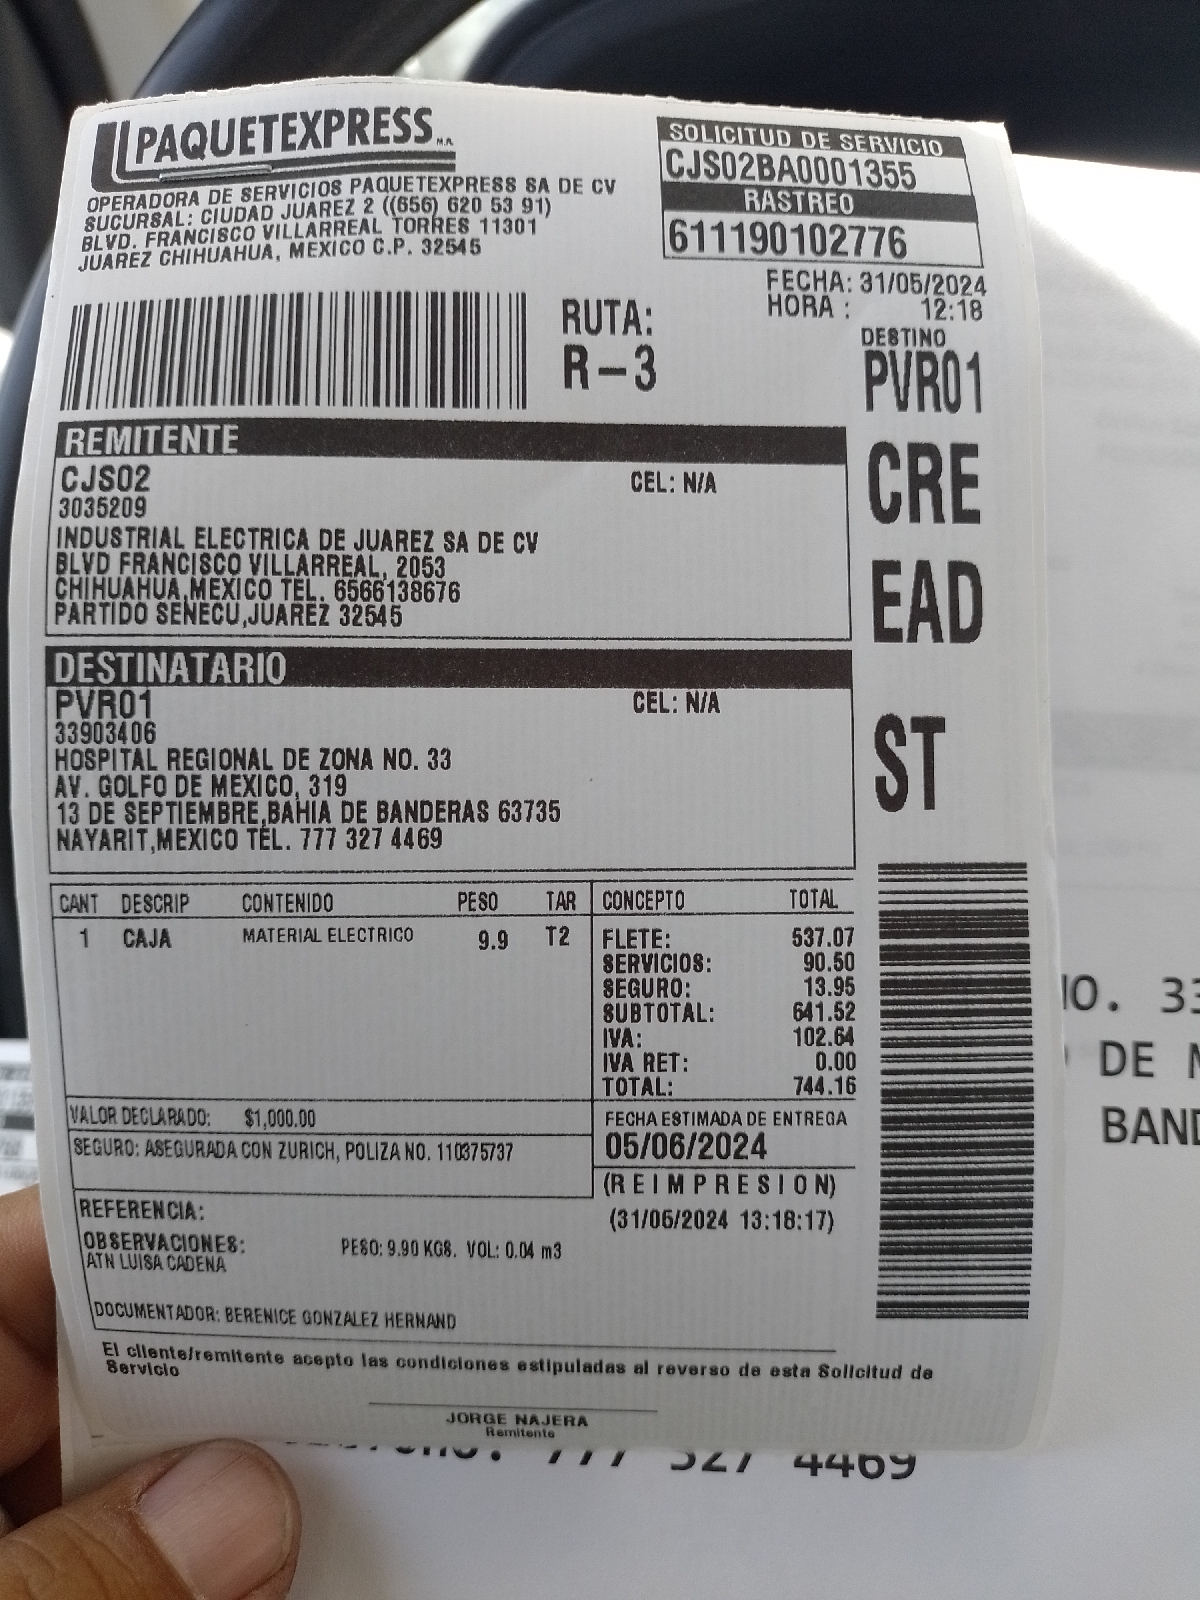 PAQUETEXPRESS M.R.
OPERADORA DE SERVICIOS PAQUETEXPRESS SA DE CV
SUCURSAL: CIUDAD JUAREZ 2 ((656) 620 53 91)
BLVD. FRANCISCO VILLARREAL TORRES 11301
JUAREZ CHIHUAHUA, MEXICO C.P. 32545
SOLICITUD DE SERVICIO
CJS02BA0001355
RASTREO
611190102776
FECHA: 31/05/2024
HORA : 12:18
RUTA:
R-3
DESTINO
PVR01
CRE
EAD
ST
REMITENTE
CJS02 CEL: N/A
3035209
INDUSTRIAL ELECTRICA DE JUAREZ SA DE CV
BLVD FRANCISCO VILLARREAL, 2053
CHIHUAHUA,MEXICO TEL. 6566138676
PARTIDO SENECU,JUAREZ 32545
DESTINATARIO
PVR01 CEL: N/A
33903406
HOSPITAL REGIONAL DE ZONA NO. 33
AV. GOLFO DE MEXICO, 319
13 DE SEPTIEMBRE,BAHIA DE BANDERAS 63735
NAYARIT,MEXICO TEL. 777 327 4469
CANT DESCRIP CONTENIDO PESO TAR
1 CAJA MATERIAL ELECTRICO 9.9 T2
CONCEPTO TOTAL
FLETE: 537.07
SERVICIOS: 90.50
SEGURO: 13.95
SUBTOTAL: 641.52
IVA: 102.64
IVA RET: 0.00
TOTAL: 744.16
VALOR DECLARADO: $1,000.00
SEGURO: ASEGURADA CON ZURICH, POLIZA NO. 110375737
FECHA ESTIMADA DE ENTREGA
05/06/2024
(REIMPRESION)
(31/05/2024 13:18:17)
REFERENCIA:
OBSERVACIONES: PESO: 9.90 KGS. VOL: 0.04 m3
ATN LUISA CADENA
DOCUMENTADOR: BERENICE GONZALEZ HERNAND
El cliente/remitente acepto las condiciones estipuladas al reverso de esta Solicitud de
Servicio
JORGE NAJERA
Remitente
NO. 33
DE M
BAND
777 327 4469